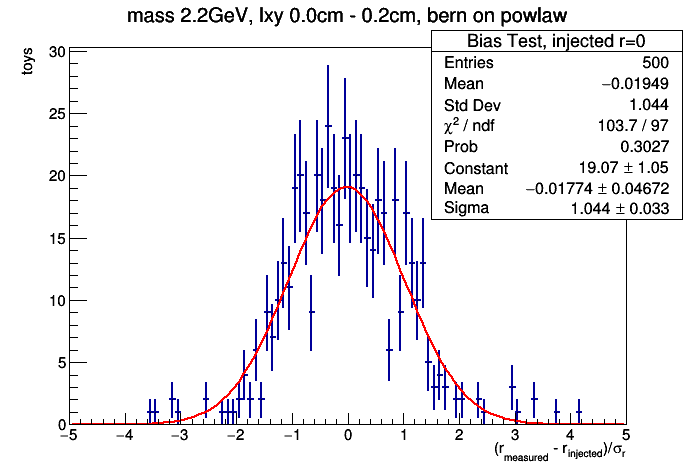 mass 2.2GeV, lxy 0.0cm - 0.2cm, bern on powlaw
Bias Test, injected r=0
Entries 500
Mean −0.01949
Std Dev 1.044
χ² / ndf 103.7 / 97
Prob 0.3027
Constant 19.07 ± 1.05
Mean −0.01774 ± 0.04672
Sigma 1.044 ± 0.033
toys
30
25
20
15
10
5
0
−5 −4 −3 −2 −1 0 1 2 3 4 5
(r_measured - r_injected)/σ_r